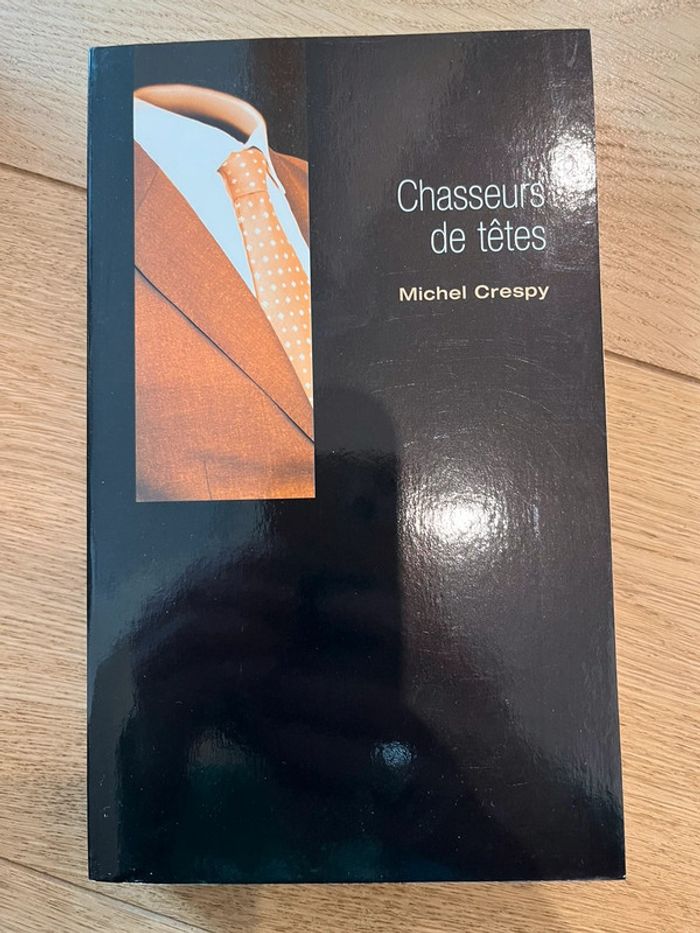 Chasseurs
de têtes
Michel Crespy